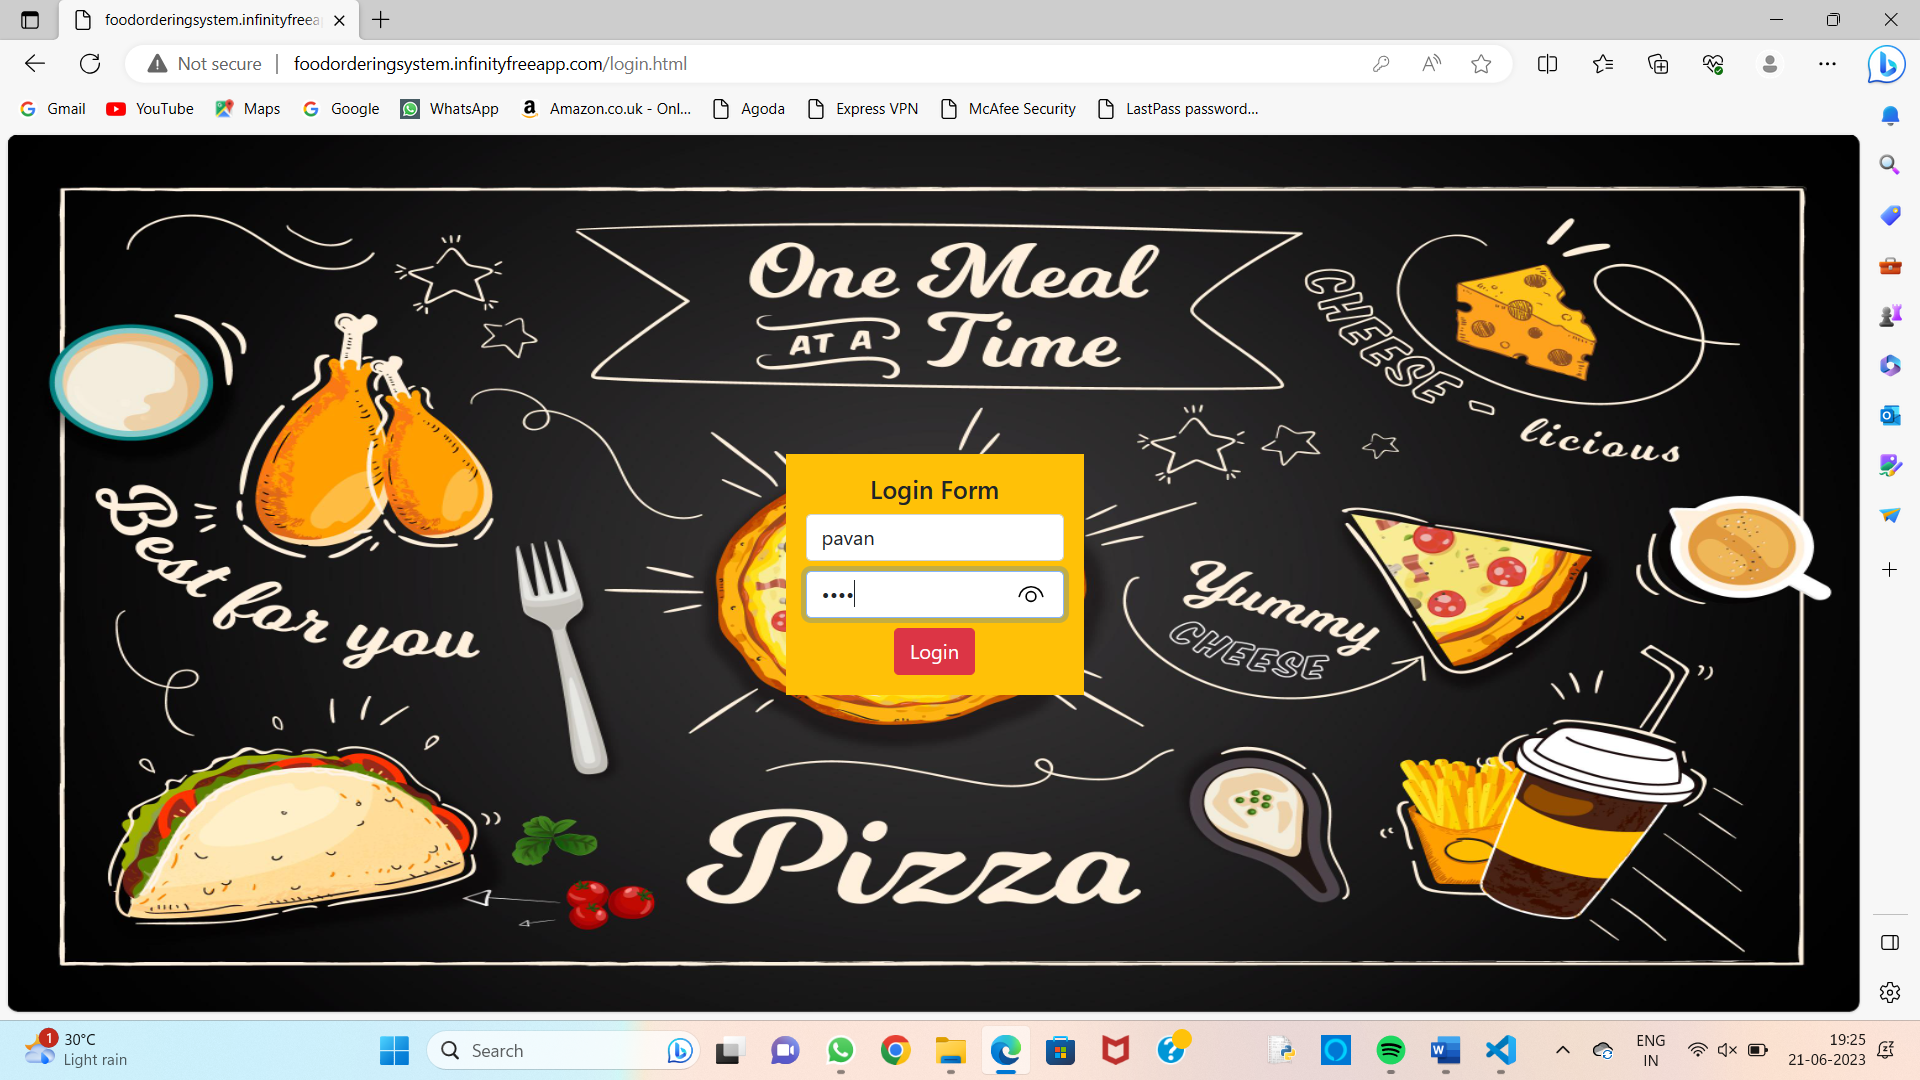 foodorderingsystem.infinityfreeap
Not secure
foodorderingsystem.infinityfreeapp.com/login.html
Gmail
YouTube
Maps
Google
WhatsApp
Amazon.co.uk - Onl...
Agoda
Express VPN
McAfee Security
LastPass password...
One Meal
AT A Time
CHEESE -
licious
Best for you
Login Form
pavan
••••
Login
Yummy
CHEESE
Pizza
1
30°C
Light rain
Search
ENG
IN
19:25
21-06-2023